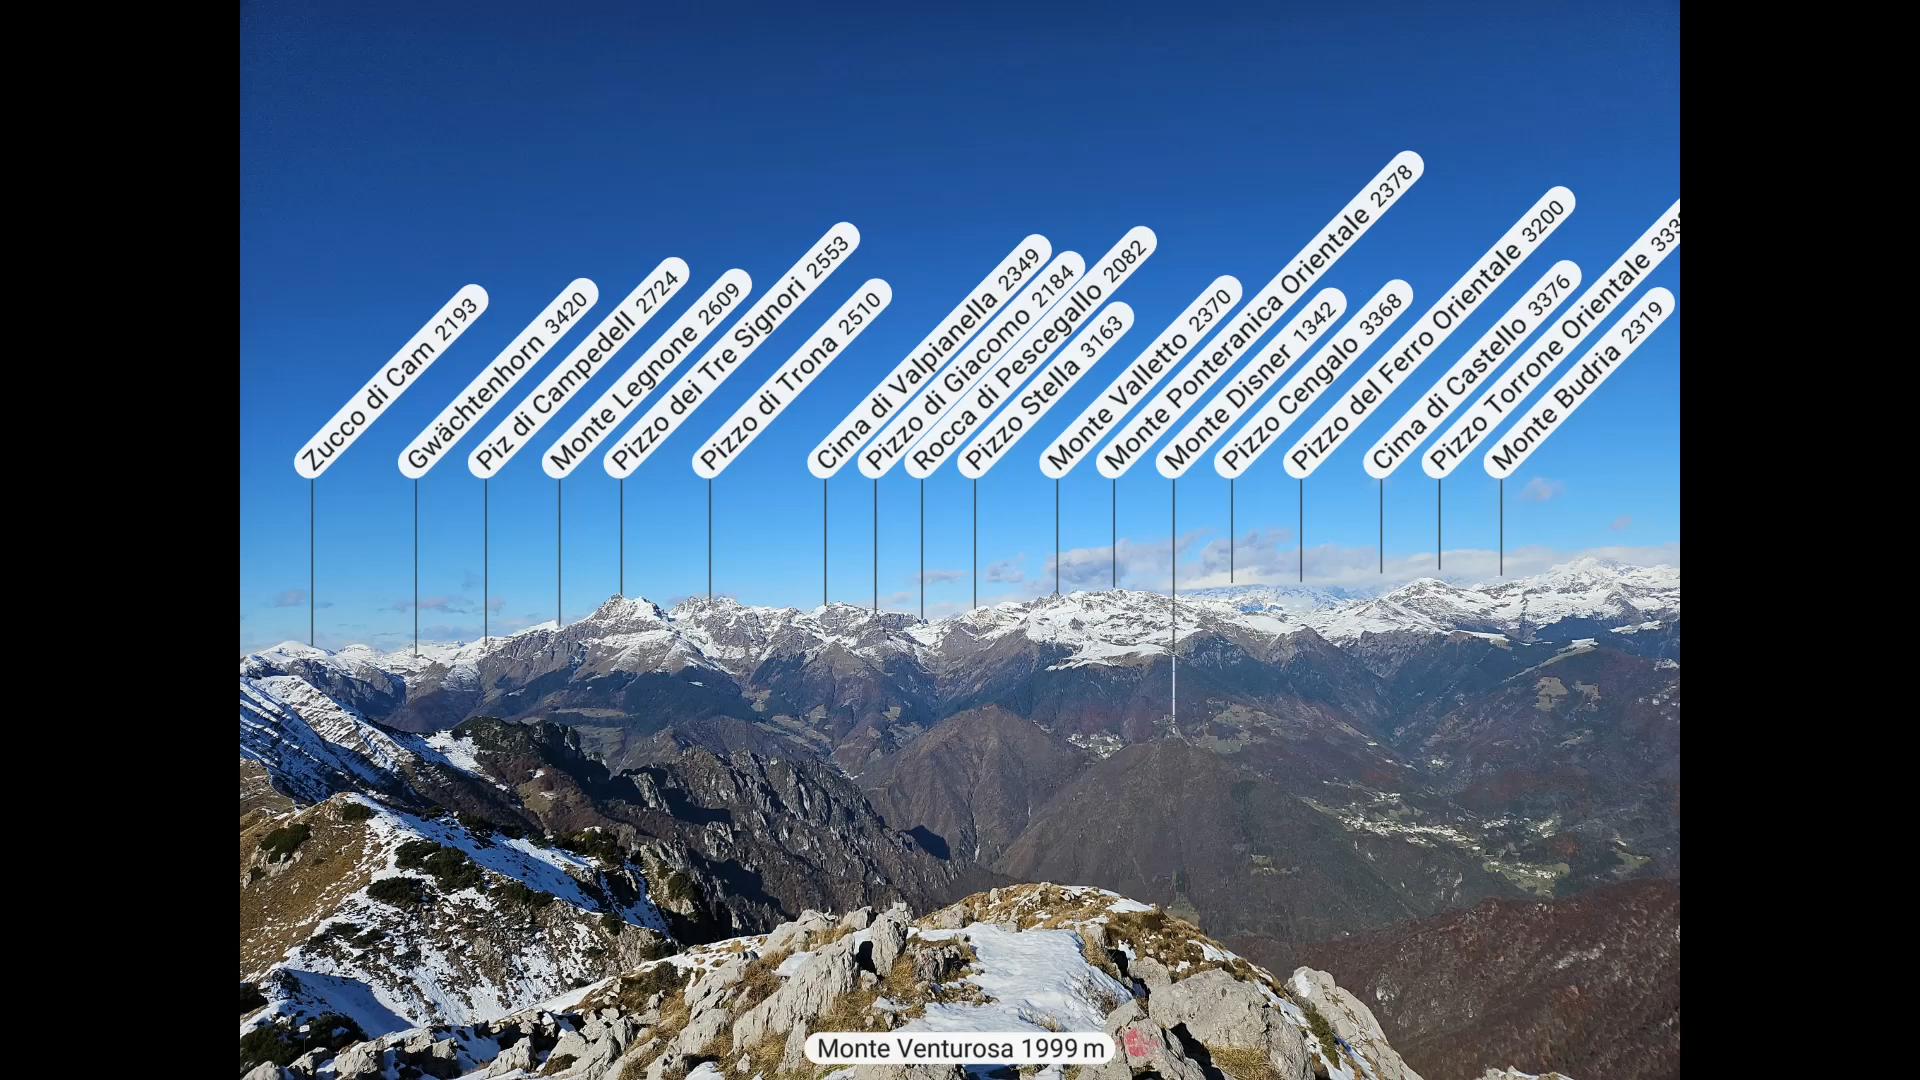 Zucco di Cam 2193
Gwächtenhorn 3420
Piz di Campedell 2724
Monte Legnone 2609
Pizzo dei Tre Signori 2553
Pizzo di Trona 2510
Cima di Valpianella 2349
Pizzo di Giacomo 2184
Rocca di Pescegallo 2082
Pizzo Stella 3163
Monte Valletto 2370
Monte Ponteranica Orientale 2378
Monte Disner 1342
Pizzo Cengalo 3368
Pizzo del Ferro Orientale 3200
Cima di Castello 3376
Pizzo Torrone Orientale
Monte Budria 2319
Monte Venturosa 1999 m